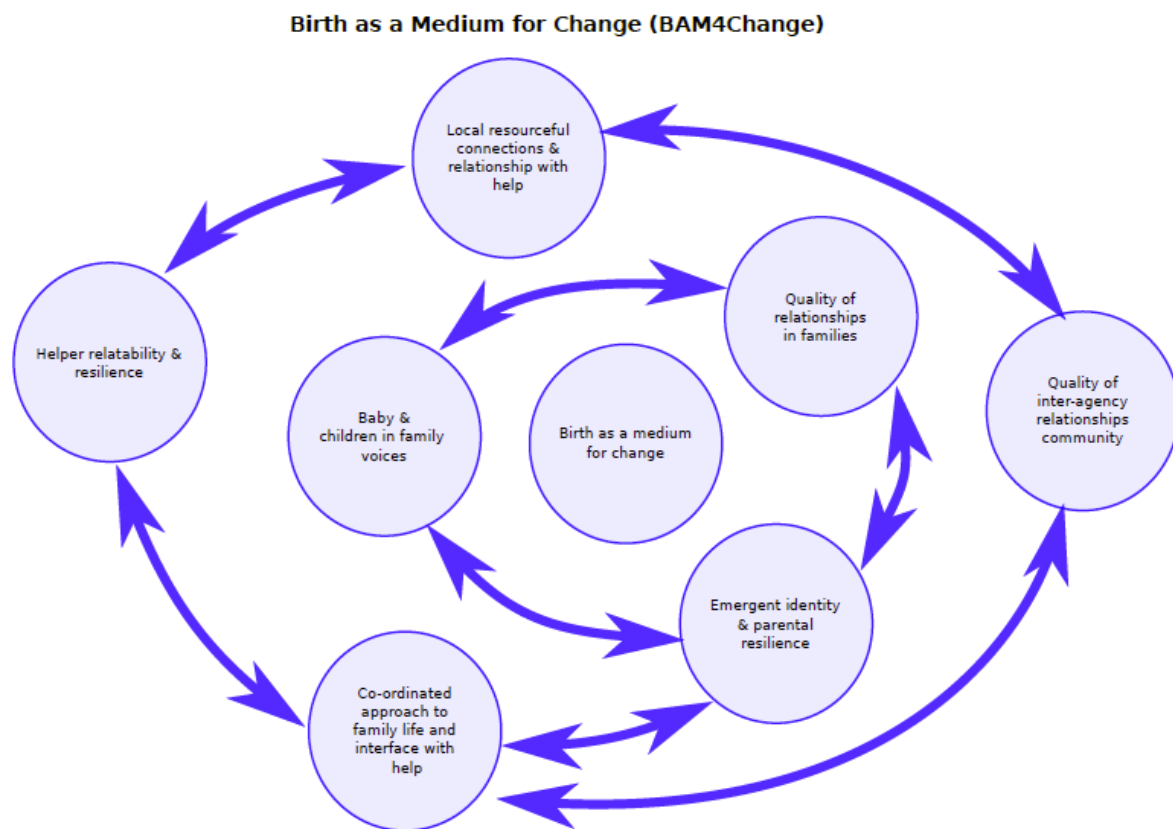 Birth as a Medium for Change (BAM4Change)
Local resourceful
connections &
relationship with
help
Quality of
relationships
in families
Helper relatability &
resilience
Baby &
children in family
voices
Birth as a medium
for change
Quality of
inter-agency
relationships
community
Emergent identity
& parental
resilience
Co-ordinated
approach to
family life and
interface with
help